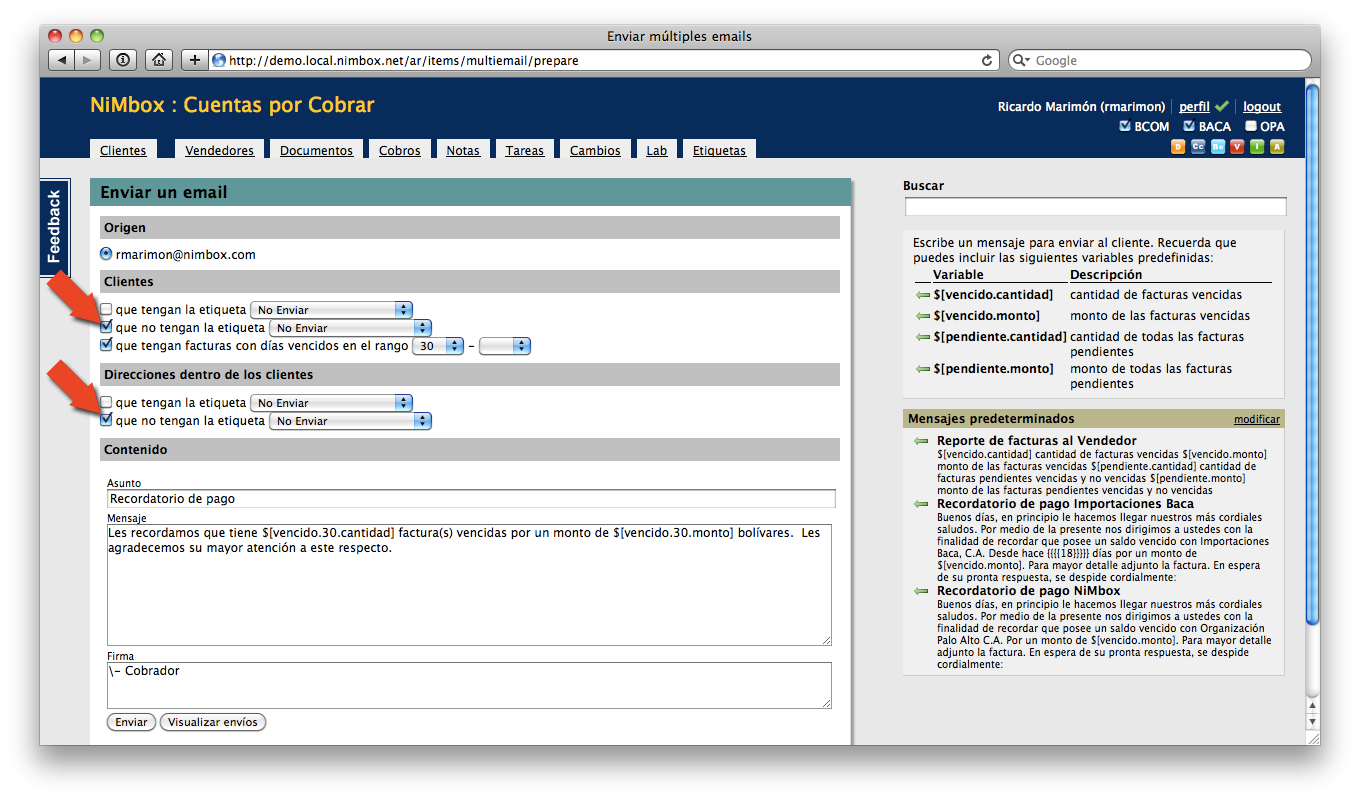 Enviar múltiples emails
http://demo.local.nimbox.net/ar/items/multiemail/prepare
Google
NiMbox : Cuentas por Cobrar
Ricardo Marimón (rmarimon) perfil logout
BCOM BACA OPA
D Cc Be V I A
Clientes Vendedores Documentos Cobros Notas Tareas Cambios Lab Etiquetas
Feedback
Enviar un email
Origen
rmarimon@nimbox.com
Clientes
que tengan la etiqueta No Enviar
que no tengan la etiqueta No Enviar
que tengan facturas con días vencidos en el rango 30 –
Direcciones dentro de los clientes
que tengan la etiqueta No Enviar
que no tengan la etiqueta No Enviar
Contenido
Asunto
Recordatorio de pago
Mensaje
Les recordamos que tiene $[vencido.30.cantidad] factura(s) vencidas por un monto de $[vencido.30.monto] bolívares. Les
agradecemos su mayor atención a este respecto.
Firma
\- Cobrador
Enviar Visualizar envíos
Buscar
Escribe un mensaje para enviar al cliente. Recuerda que
puedes incluir las siguientes variables predefinidas:
Variable Descripción
$[vencido.cantidad] cantidad de facturas vencidas
$[vencido.monto] monto de las facturas vencidas
$[pendiente.cantidad] cantidad de todas las facturas
pendientes
$[pendiente.monto] monto de todas las facturas
pendientes
Mensajes predeterminados modificar
Reporte de facturas al Vendedor
$[vencido.cantidad] cantidad de facturas vencidas $[vencido.monto]
monto de las facturas vencidas $[pendiente.cantidad] cantidad de
facturas pendientes vencidas y no vencidas $[pendiente.monto]
monto de las facturas pendientes vencidas y no vencidas
Recordatorio de pago Importaciones Baca
Buenos días, en principio le hacemos llegar nuestros más cordiales
saludos. Por medio de la presente nos dirigimos a ustedes con la
finalidad de recordar que posee un saldo vencido con Importaciones
Baca, C.A. Desde hace {{{{18}}}}} días por un monto de
$[vencido.monto]. Para mayor detalle adjunto la factura. En espera
de su pronta respuesta, se despide cordialmente:
Recordatorio de pago NiMbox
Buenos días, en principio le hacemos llegar nuestros más cordiales
saludos. Por medio de la presente nos dirigimos a ustedes con la
finalidad de recordar que posee un saldo vencido con Organización
Palo Alto C.A. Por un monto de $[vencido.monto]. Para mayor detalle
adjunto la factura. En espera de su pronta respuesta, se despide
cordialmente: